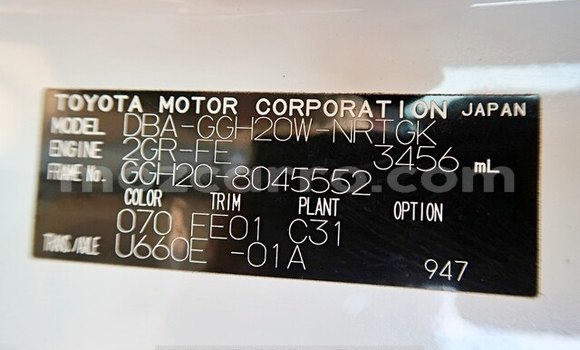 TOYOTA MOTOR CORPORATION JAPAN
MODEL DBA-GGH20W-NRTGK
ENGINE 2GR-FE 3456 mL
FRAME No. GGH20-8045552
COLOR TRIM PLANT OPTION
070 FE01 C31
TRANS./AXLE U660E -01A 947